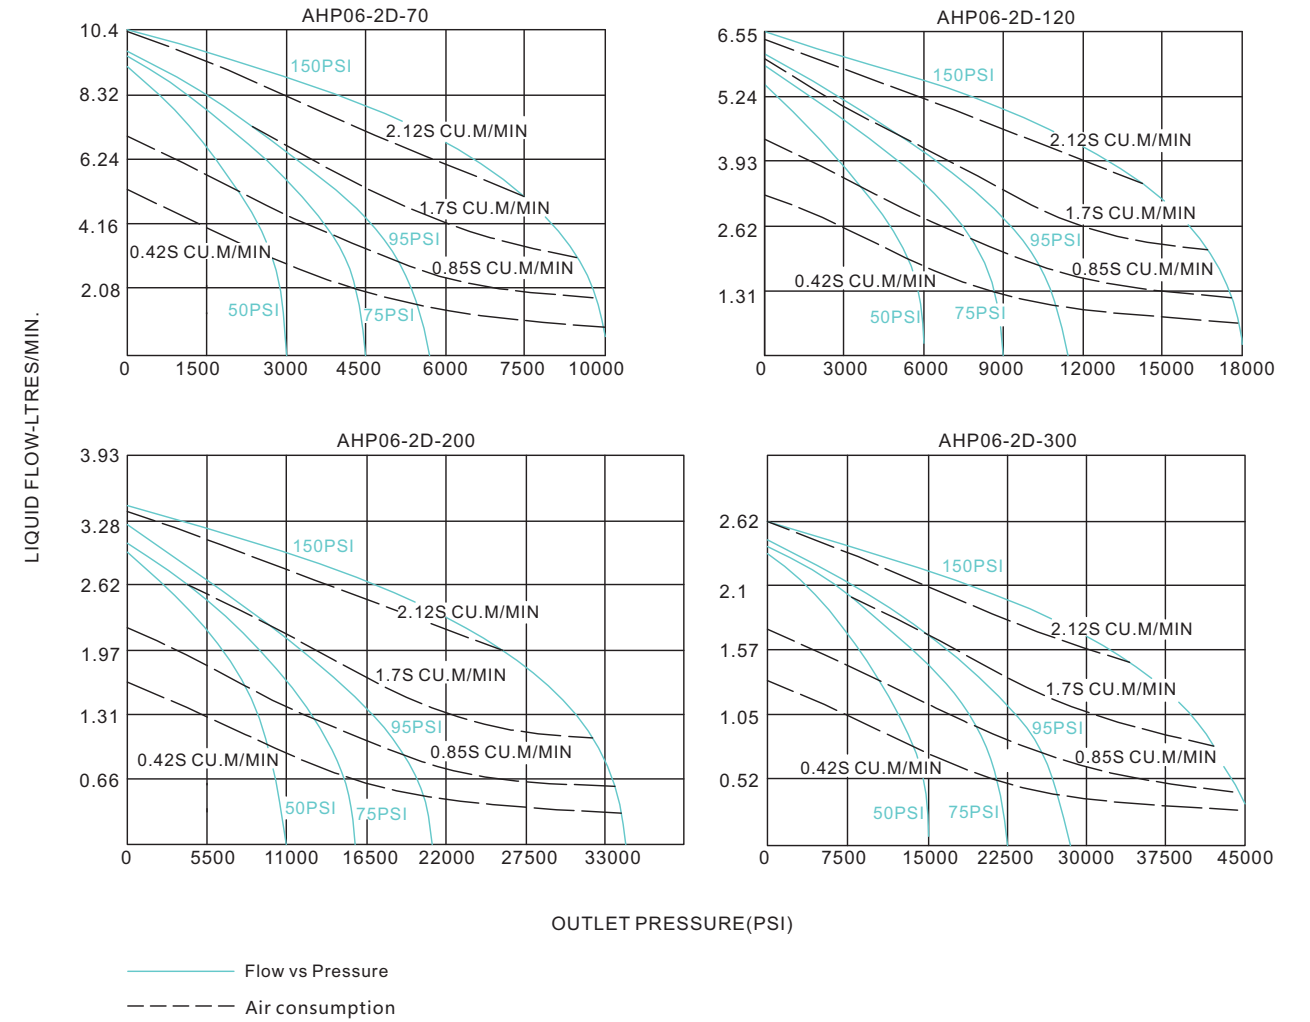 AHP06-2D-70
10.4
8.32
6.24
4.16
2.08
150PSI
2.12S CU.M/MIN
1.7S CU.M/MIN
95PSI
0.42S CU.M/MIN
0.85S CU.M/MIN
50PSI
75PSI
0 1500 3000 4500 6000 7500 10000
AHP06-2D-120
6.55
5.24
3.93
2.62
1.31
150PSI
2.12S CU.M/MIN
1.7S CU.M/MIN
95PSI
0.85S CU.M/MIN
0.42S CU.M/MIN
50PSI
75PSI
0 3000 6000 9000 12000 15000 18000
LIQUID FLOW-LTRES/MIN.
AHP06-2D-200
3.93
3.28
2.62
1.97
1.31
0.66
150PSI
2.12S CU.M/MIN
1.7S CU.M/MIN
95PSI
0.85S CU.M/MIN
0.42S CU.M/MIN
50PSI
75PSI
0 5500 11000 16500 22000 27500 33000
AHP06-2D-300
2.62
2.1
1.57
1.05
0.52
150PSI
2.12S CU.M/MIN
1.7S CU.M/MIN
95PSI
0.85S CU.M/MIN
0.42S CU.M/MIN
50PSI
75PSI
0 7500 15000 22500 30000 37500 45000
OUTLET PRESSURE(PSI)
Flow vs Pressure
Air consumption